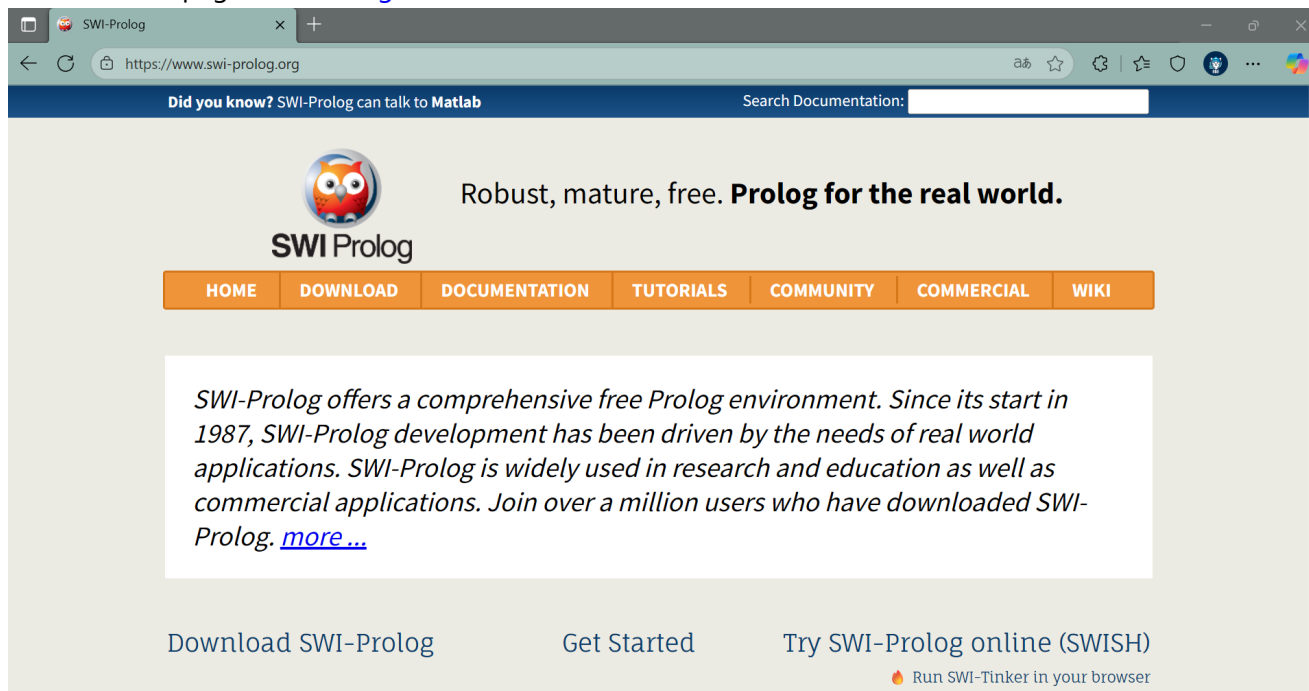 SWI-Prolog
https://www.swi-prolog.org
Did you know? SWI-Prolog can talk to Matlab
Search Documentation:
SWI Prolog
Robust, mature, free. Prolog for the real world.
HOME DOWNLOAD DOCUMENTATION TUTORIALS COMMUNITY COMMERCIAL WIKI
SWI-Prolog offers a comprehensive free Prolog environment. Since its start in
1987, SWI-Prolog development has been driven by the needs of real world
applications. SWI-Prolog is widely used in research and education as well as
commercial applications. Join over a million users who have downloaded SWI-
Prolog. more ...
Download SWI-Prolog
Get Started
Try SWI-Prolog online (SWISH)
Run SWI-Tinker in your browser